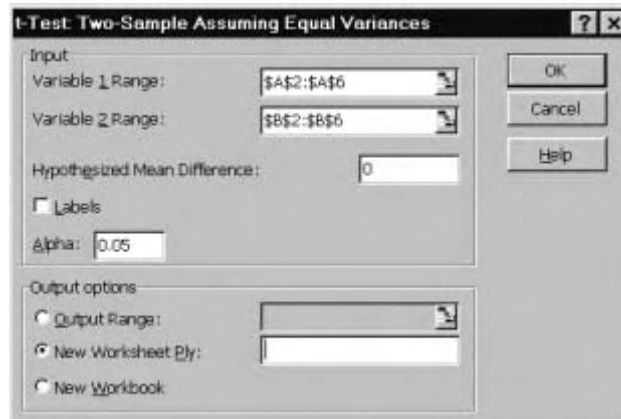 t-Test: Two-Sample Assuming Equal Variances
Input
Variable 1 Range: $A$2:$A$6
Variable 2 Range: $B$2:$B$6
Hypothesized Mean Difference: 0
Labels
Alpha: 0.05
OK
Cancel
Help
Output options
Output Range:
New Worksheet Ply:
New Workbook